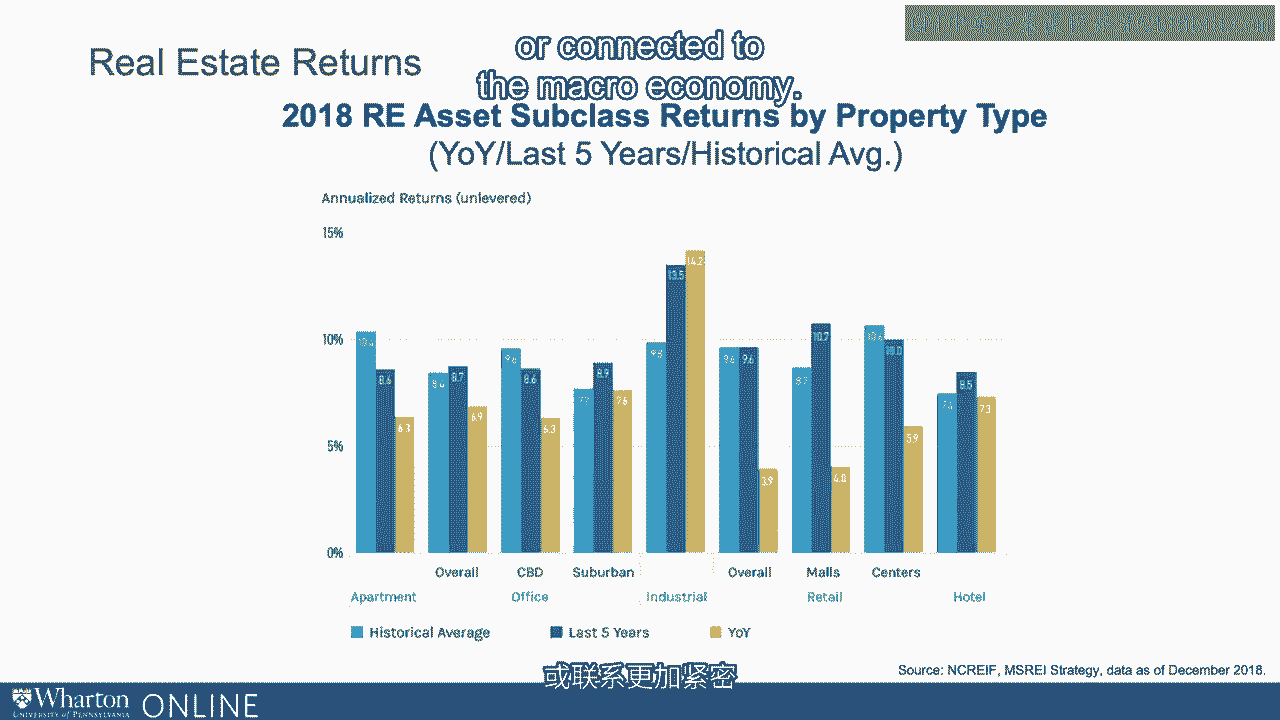 or connected to
the macro economy.
Real Estate Returns
2018 RE Asset Subclass Returns by Property Type
(YoY/Last 5 Years/Historical Avg.)
Annualized Returns (unlevered)
15%
10%
5%
0%
8.6 6.3
8.4 8.7 6.9
9.6 8.6 6.3
7.7 8.9 7.6
9.8 13.5 14.2
9.6 9.6 3.9
8.7 10.7
10.6 10.0 5.9
8.5 7.3
Overall CBD Suburban Overall Malls Centers
Apartment Office Industrial Retail Hotel
Historical Average Last 5 Years YoY
或联系更加紧密
Source: NCREIF, MSREI Strategy, data as of December 2018.
Wharton ONLINE
UNIVERSITY of PENNSYLVANIA